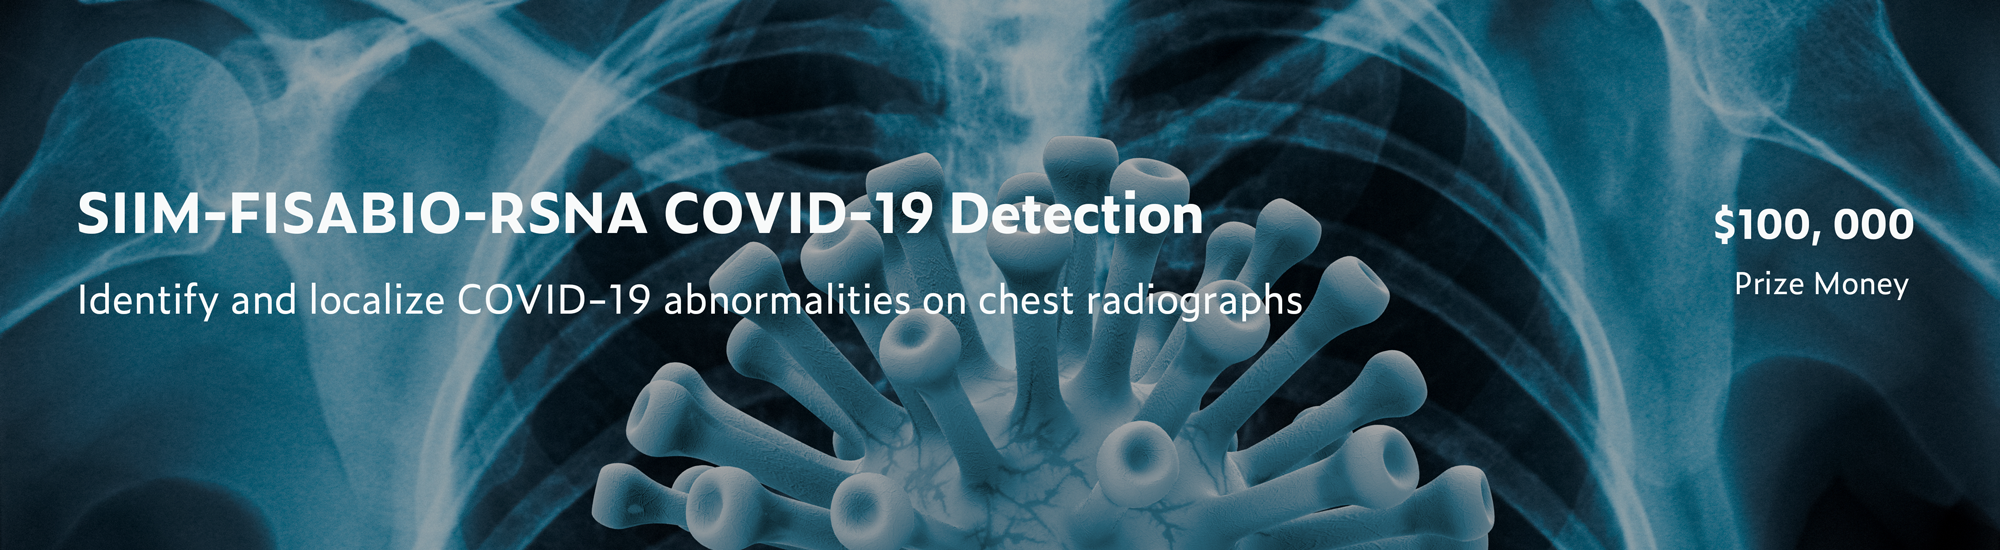 SIIM-FISABIO-RSNA COVID-19 Detection
Identify and localize COVID-19 abnormalities on chest radiographs
$100, 000
Prize Money